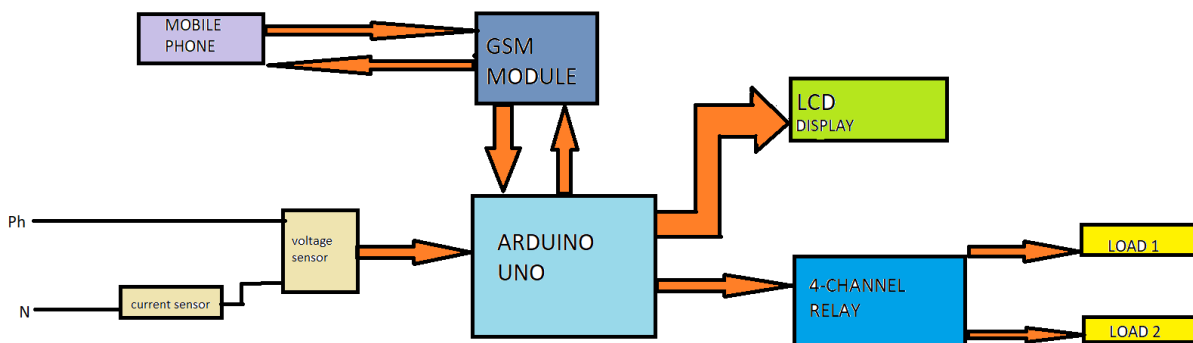 MOBILE
PHONE
GSM
MODULE
LCD
DISPLAY
Ph
voltage
sensor
ARDUINO
UNO
LOAD 1
4-CHANNEL
RELAY
current sensor
N
LOAD 2